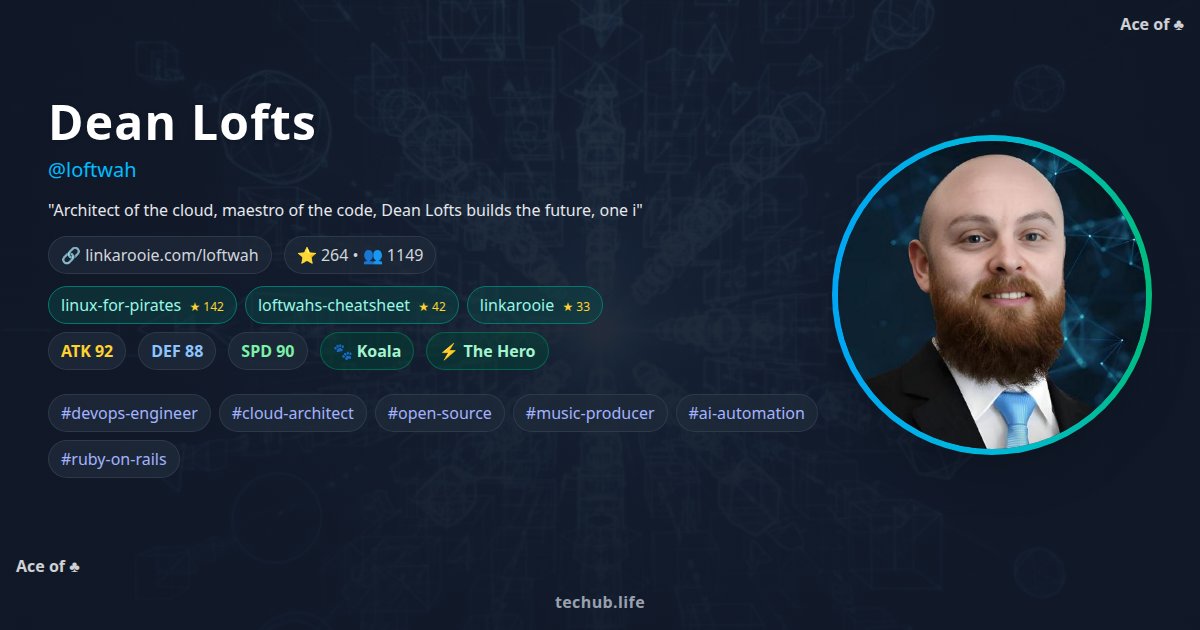 Ace of ♣
Dean Lofts
@loftwah
"Architect of the cloud, maestro of the code, Dean Lofts builds the future, one i"
🔗 linkarooie.com/loftwah ⭐ 264 • 👥 1149
linux-for-pirates ★ 142 loftwahs-cheatsheet ★ 42 linkarooie ★ 33
ATK 92 DEF 88 SPD 90 🐾 Koala ⚡ The Hero
#devops-engineer #cloud-architect #open-source #music-producer #ai-automation
#ruby-on-rails
Ace of ♣
techub.life